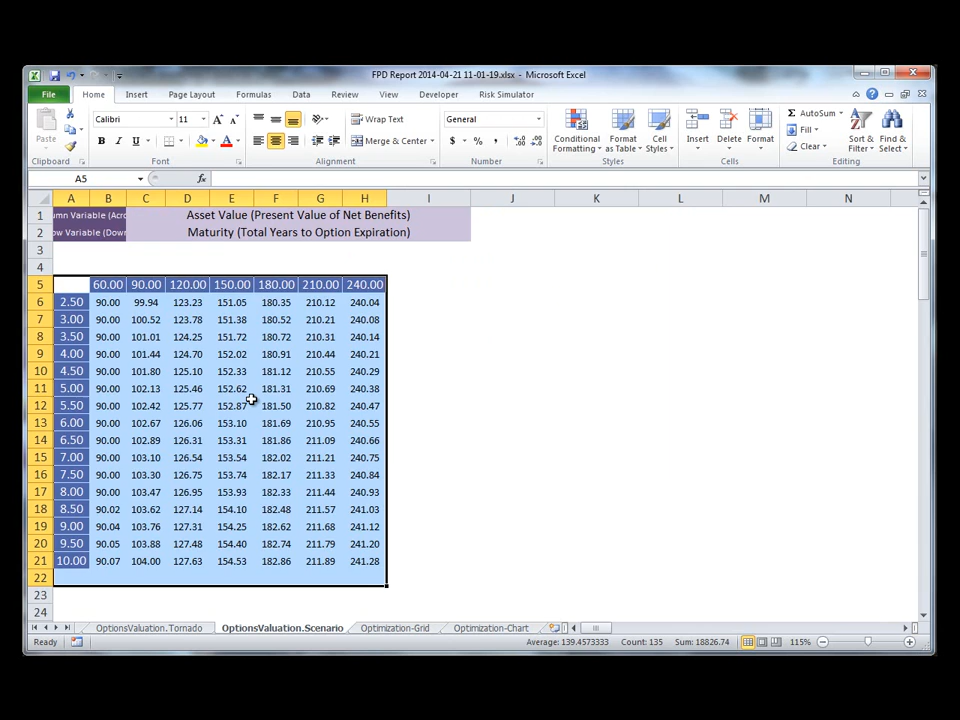 FPD Report 2014-04-21 11-01-19.xlsx - Microsoft Excel
File Home Insert Page Layout Formulas Data Review View Developer Risk Simulator
Paste Calibri 11 A A Wrap Text General Conditional Formatting Format as Table Cell Styles Insert Delete Format AutoSum Fill Clear Sort & Filter Find & Select
B I U A Merge & Center $ % ,
Clipboard Font Alignment Number Styles Cells Editing
A5 fx
A B C D E F G H I J K L M N
1 umn Variable (Acro Asset Value (Present Value of Net Benefits)
2 ow Variable (Down Maturity (Total Years to Option Expiration)
3
4
5 60.00 90.00 120.00 150.00 180.00 210.00 240.00
6 2.50 90.00 99.94 123.23 151.05 180.35 210.12 240.04
7 3.00 90.00 100.52 123.78 151.38 180.52 210.21 240.08
8 3.50 90.00 101.01 124.25 151.72 180.72 210.31 240.14
9 4.00 90.00 101.44 124.70 152.02 180.91 210.44 240.21
10 4.50 90.00 101.80 125.10 152.33 181.12 210.55 240.29
11 5.00 90.00 102.13 125.46 152.62 181.31 210.69 240.38
12 5.50 90.00 102.42 125.77 152.87 181.50 210.82 240.47
13 6.00 90.00 102.67 126.06 153.10 181.69 210.95 240.55
14 6.50 90.00 102.89 126.31 153.31 181.86 211.09 240.66
15 7.00 90.00 103.10 126.54 153.54 182.02 211.21 240.75
16 7.50 90.00 103.30 126.75 153.74 182.17 211.33 240.84
17 8.00 90.00 103.47 126.95 153.93 182.33 211.44 240.93
18 8.50 90.02 103.62 127.14 154.10 182.48 211.57 241.03
19 9.00 90.04 103.76 127.31 154.25 182.62 211.68 241.12
20 9.50 90.05 103.88 127.48 154.40 182.74 211.79 241.20
21 10.00 90.07 104.00 127.63 154.53 182.86 211.89 241.28
22
23
24
OptionsValuation.Tornado OptionsValuation.Scenario Optimization-Grid Optimization-Chart
Ready Average: 139.4573333 Count: 135 Sum: 18826.74 115%